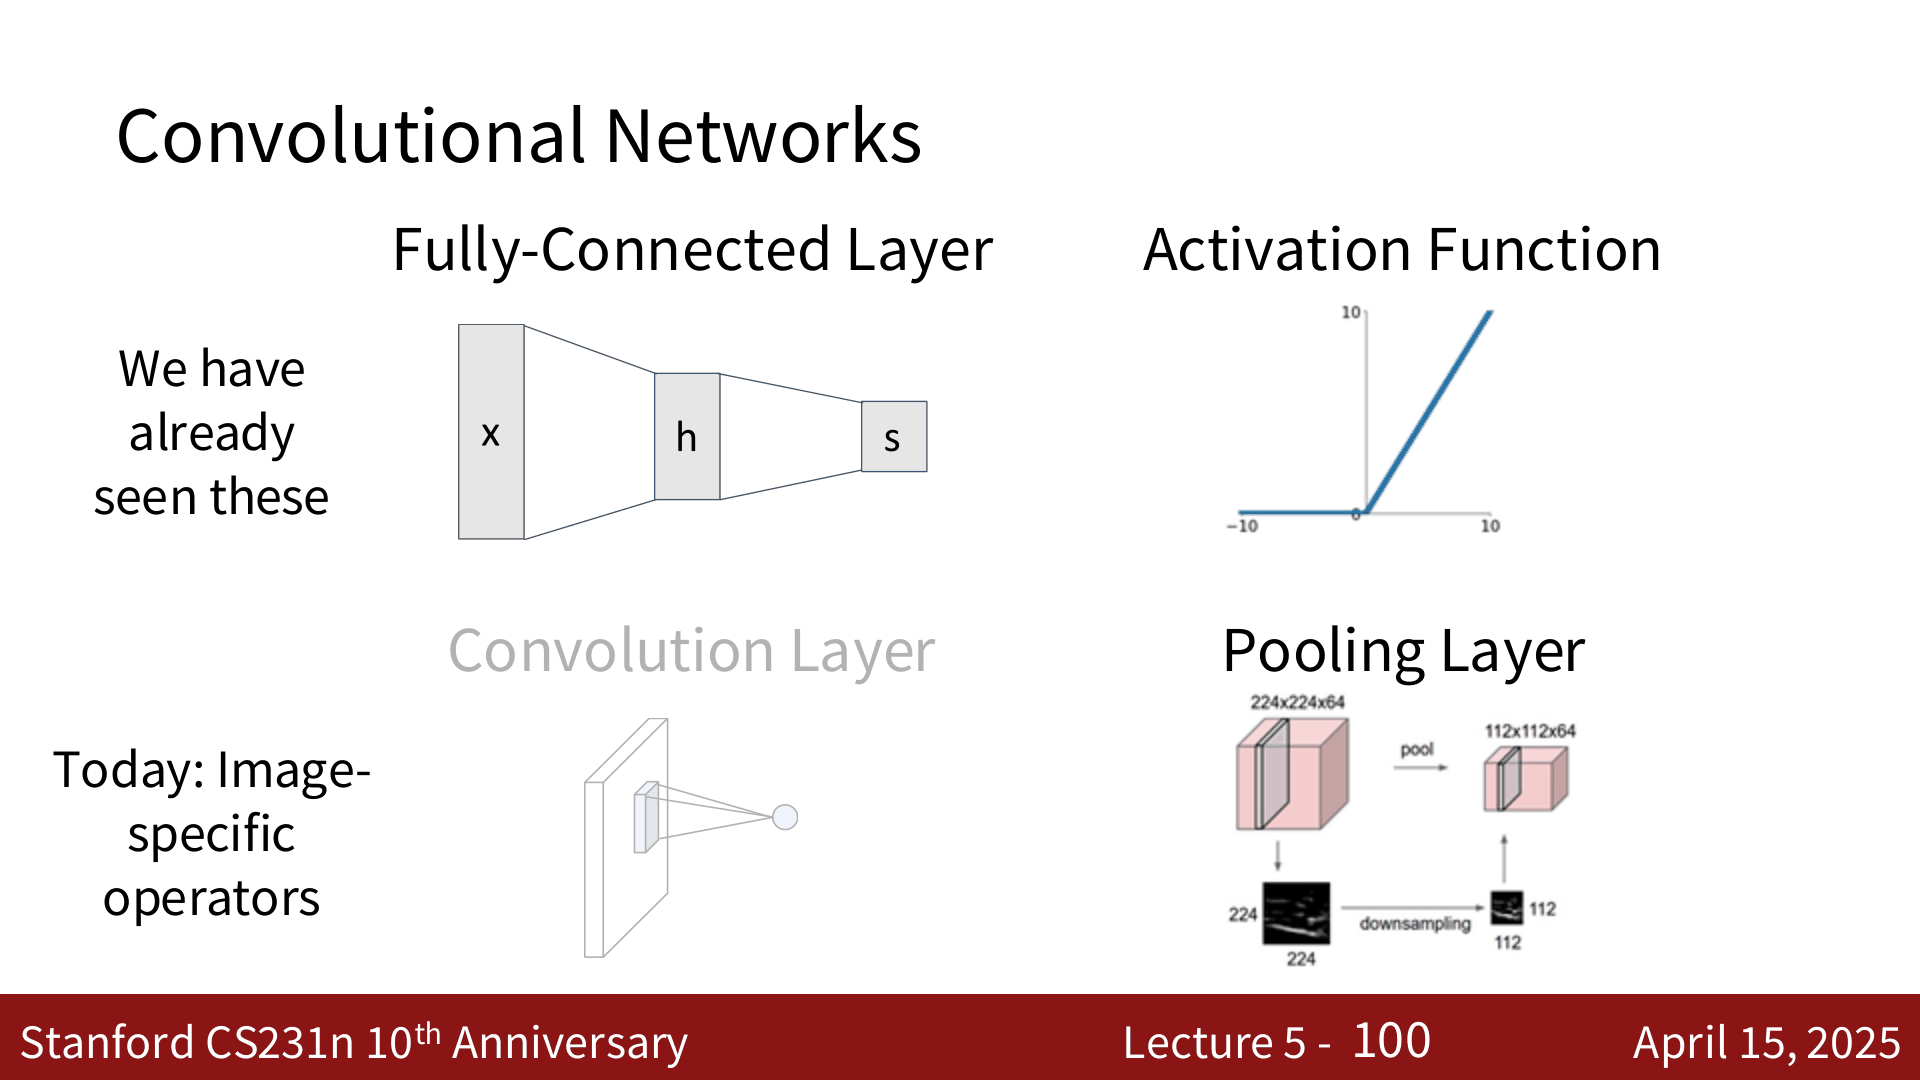 Convolutional Networks
Fully-Connected Layer
Activation Function
We have
already
seen these
x
h
s
10
0
−10
10
Convolution Layer
Pooling Layer
Today: Image-
specific
operators
224x224x64
pool
112x112x64
224
224
downsampling
112
112
Stanford CS231n 10th Anniversary
Lecture 5 - 100
April 15, 2025